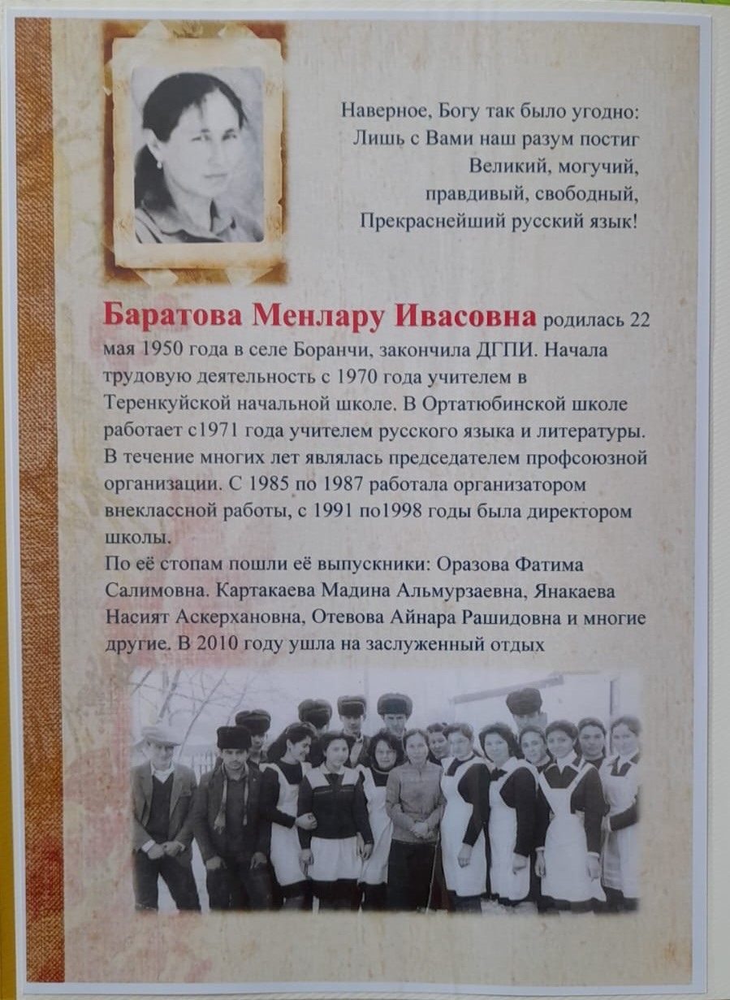 Наверное, Богу так было угодно:
Лишь с Вами наш разум постиг
Великий, могучий,
правдивый, свободный,
Прекраснейший русский язык!
Баратова Менлару Ивасовна родилась 22
мая 1950 года в селе Боранчи, закончила ДГПИ. Начала
трудовую деятельность с 1970 года учителем в
Теренкуйской начальной школе. В Ортатюбинской школе
работает с1971 года учителем русского языка и литературы.
В течение многих лет являлась председателем профсоюзной
организации. С 1985 по 1987 работала организатором
внеклассной работы, с 1991 по1998 годы была директором
школы.
По её стопам пошли её выпускники: Оразова Фатима
Салимовна. Картакаева Мадина Альмурзаевна, Янакаева
Насият Аскерхановна, Отевова Айнара Рашидовна и многие
другие. В 2010 году ушла на заслуженный отдых